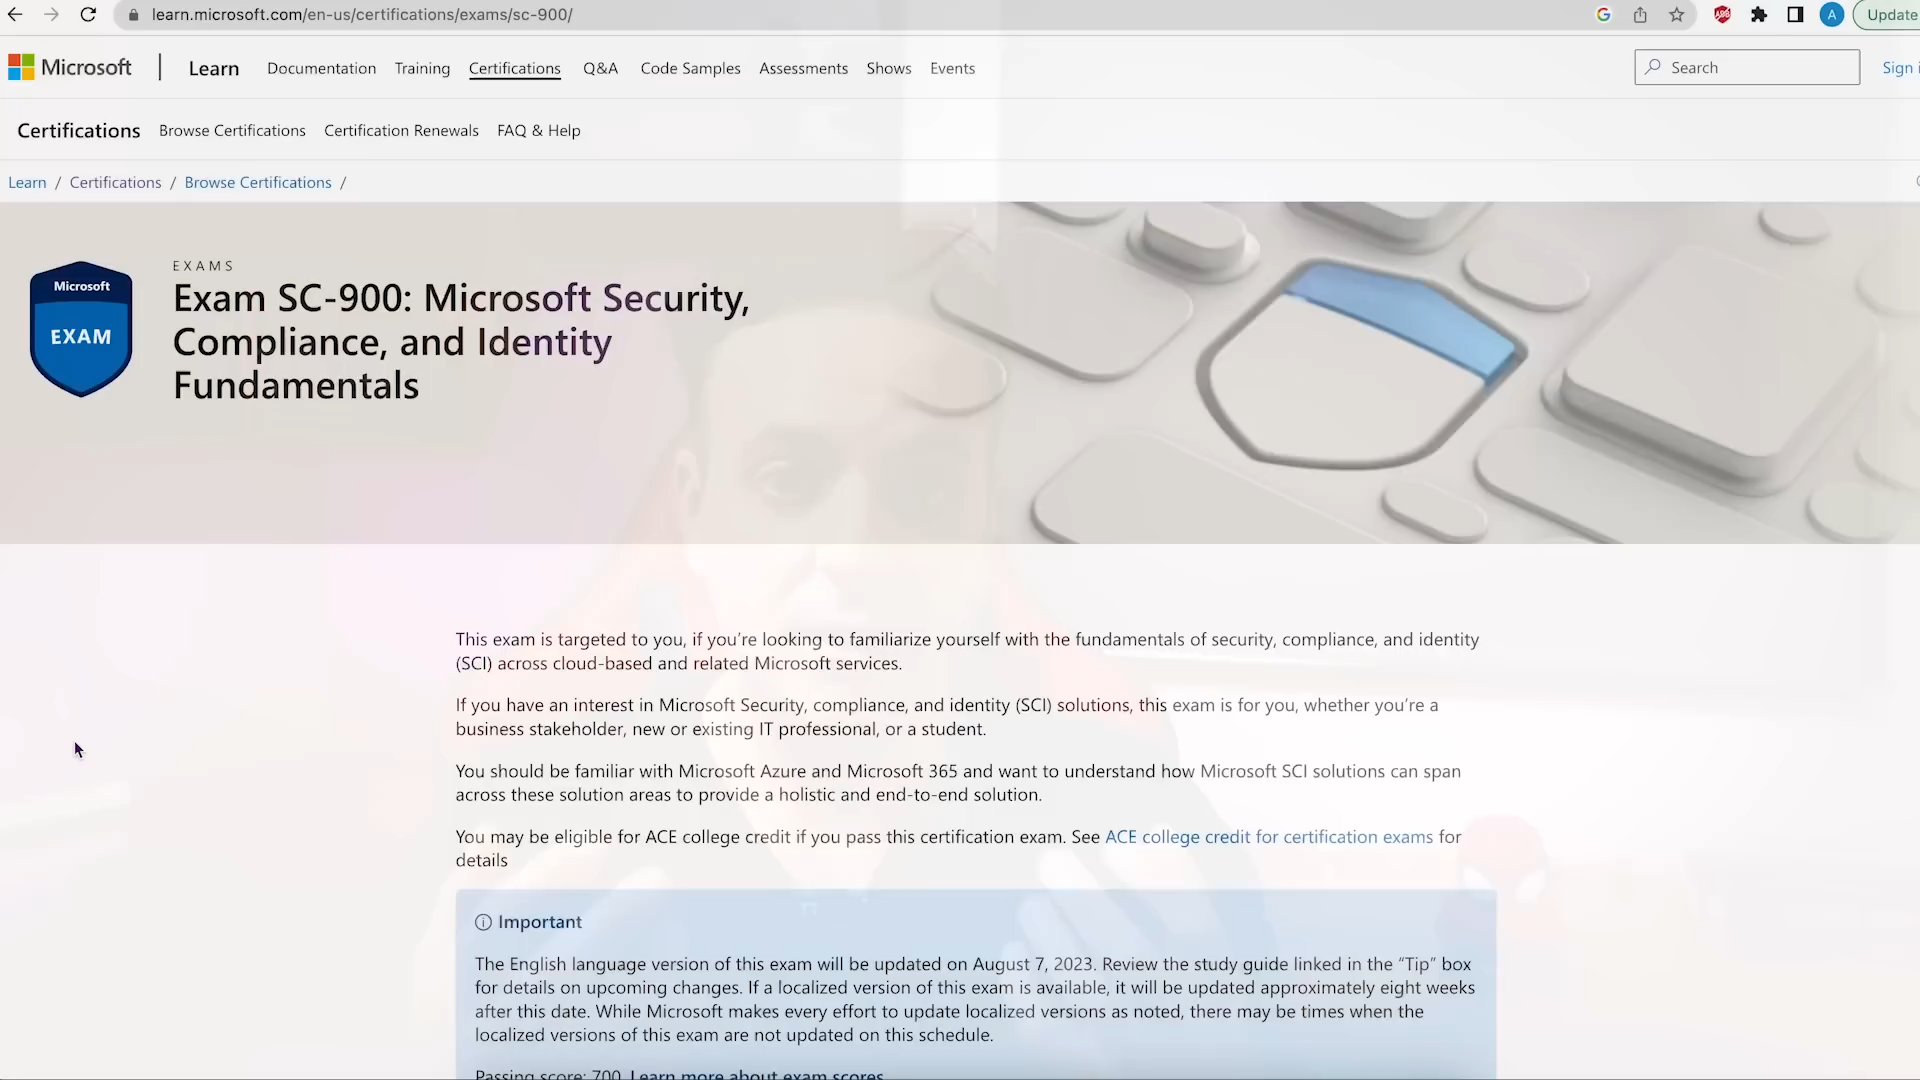 learn.microsoft.com/en-us/certifications/exams/sc-900/
A
Update
Microsoft
Learn
Documentation
Training
Certifications
Q&A
Code Samples
Assessments
Shows
Events
Search
Sign i
Certifications
Browse Certifications
Certification Renewals
FAQ & Help
Learn / Certifications / Browse Certifications /
Microsoft
EXAM
EXAMS
Exam SC-900: Microsoft Security,
Compliance, and Identity
Fundamentals
This exam is targeted to you, if you’re looking to familiarize yourself with the fundamentals of security, compliance, and identity
(SCI) across cloud-based and related Microsoft services.
If you have an interest in Microsoft Security, compliance, and identity (SCI) solutions, this exam is for you, whether you’re a
business stakeholder, new or existing IT professional, or a student.
You should be familiar with Microsoft Azure and Microsoft 365 and want to understand how Microsoft SCI solutions can span
across these solution areas to provide a holistic and end-to-end solution.
You may be eligible for ACE college credit if you pass this certification exam. See ACE college credit for certification exams for
details
Important
The English language version of this exam will be updated on August 7, 2023. Review the study guide linked in the “Tip” box
for details on upcoming changes. If a localized version of this exam is available, it will be updated approximately eight weeks
after this date. While Microsoft makes every effort to update localized versions as noted, there may be times when the
localized versions of this exam are not updated on this schedule.
Passing score: 700. Learn more about exam scores.